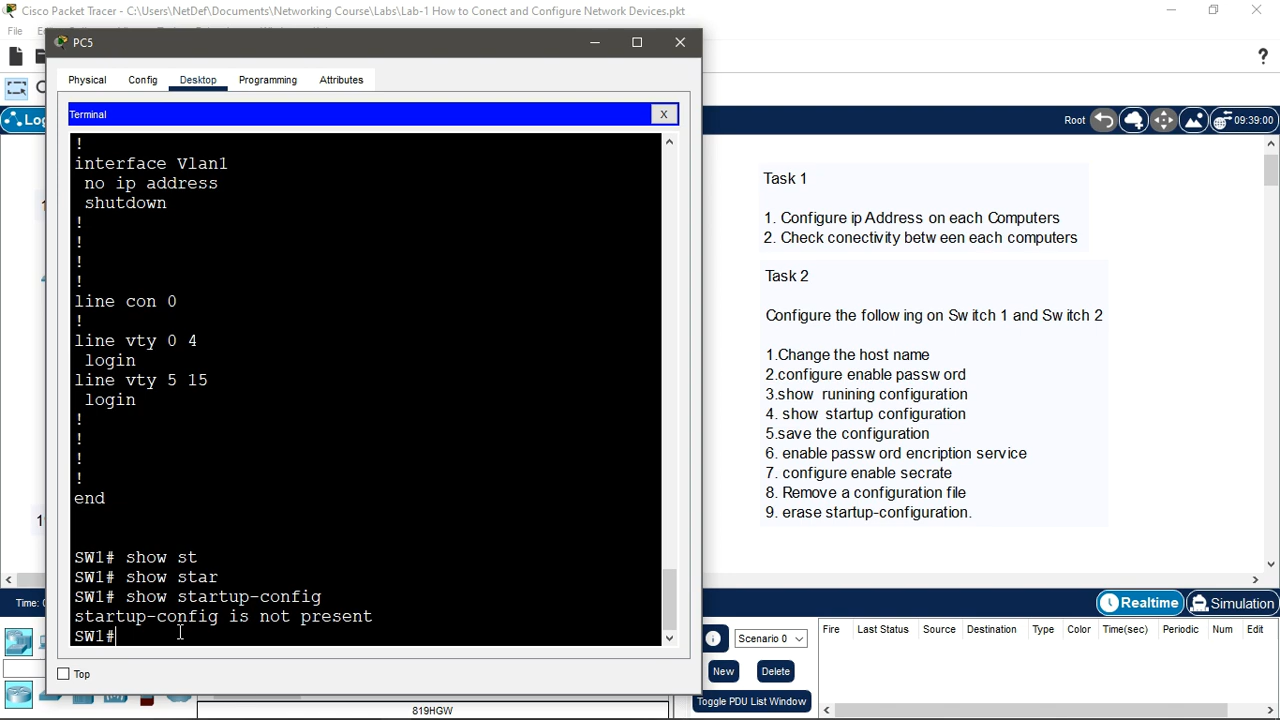 Cisco Packet Tracer - C:\Users\NetDef\Documents\Networking Course\Labs\Lab-1 How to Conect and Configure Network Devices.pkt
File
PC5
Physical
Config
Desktop
Programming
Attributes
Terminal
X
!
interface Vlan1
no ip address
shutdown
!
!
!
!
line con 0
!
line vty 0 4
login
line vty 5 15
login
!
!
!
!
end
SW1# show st
SW1# show star
SW1# show startup-config
startup-config is not present
SW1#
Top
?
Root
09:39:00
Task 1
1. Configure ip Address on each Computers
2. Check conectivity betw een each computers
Task 2
Configure the follow ing on Sw itch 1 and Sw itch 2
1.Change the host name
2.configure enable passw ord
3.show runining configuration
4. show startup configuration
5.save the configuration
6. enable passw ord encription service
7. configure enable secrate
8. Remove a configuration file
9. erase startup-configuration.
Time:
Realtime
Simulation
Scenario 0
New
Delete
Toggle PDU List Window
Fire
Last Status
Source
Destination
Type
Color
Time(sec)
Periodic
Num
Edit
819HGW